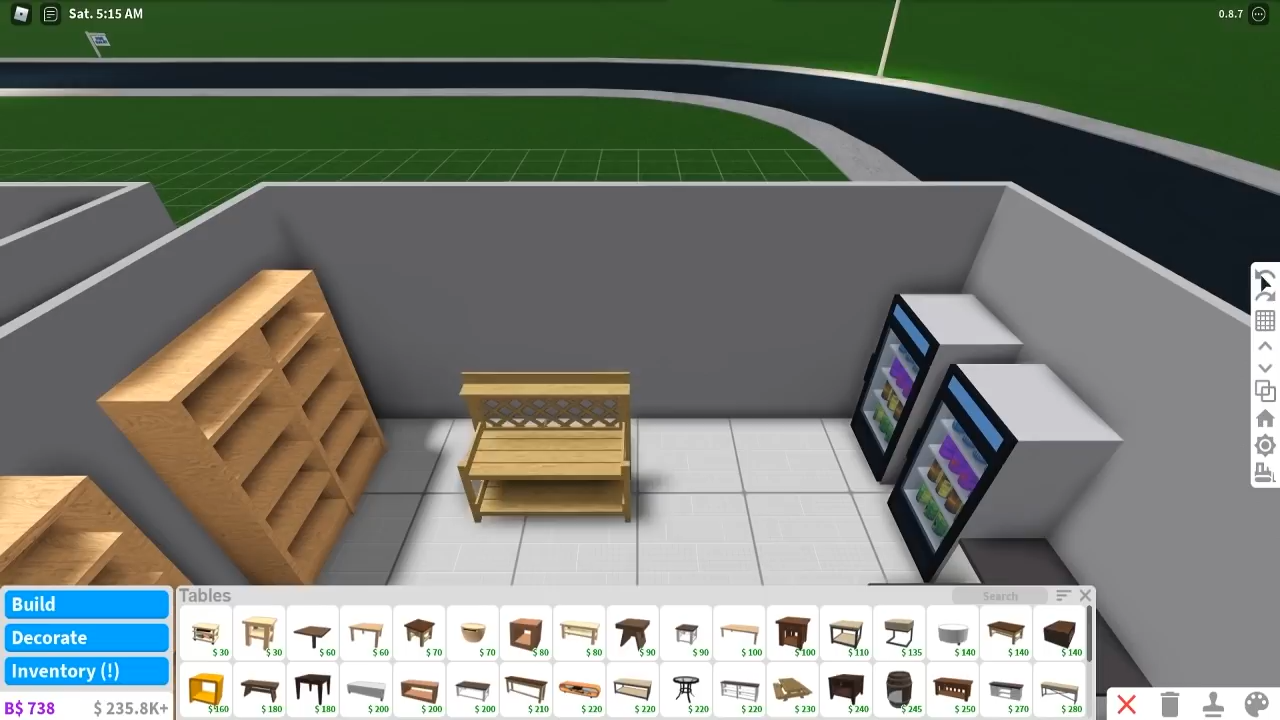 Sat. 5:15 AM
0.8.7
Build
Decorate
Inventory (!)
B$ 738
$ 235.8K+
Tables
Search
$ 30 $ 30 $ 60 $ 60 $ 70 $ 70 $ 80 $ 80 $ 90 $ 90 $ 100 $ 100 $ 110 $ 135 $ 140 $ 140 $ 140
$160 $ 180 $ 180 $ 200 $ 200 $ 200 $ 210 $ 220 $ 220 $ 220 $ 220 $ 230 $ 240 $ 245 $ 250 $ 270 $ 280